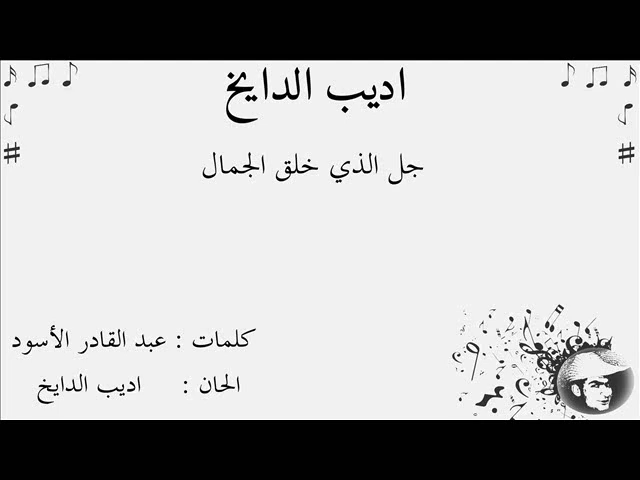 اديب الدايخ
جل الذي خلق الجمال
كلمات : عبد القادر الأسود
الحان : اديب الدايخ